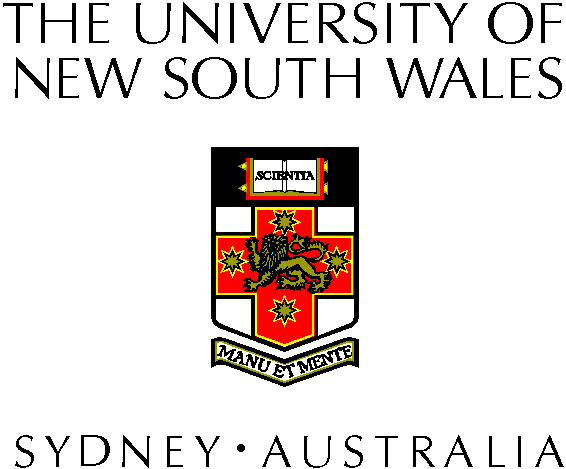 THE UNIVERSITY OF
NEW SOUTH WALES
SCIENTIA
MANU ET MENTE
SYDNEY · AUSTRALIA